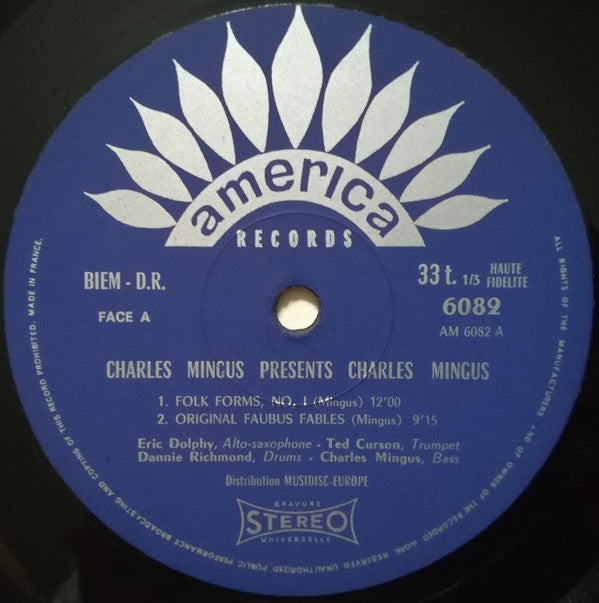 america
RECORDS
BIEM - D.R.
FACE A
33 t. 1/3 HAUTE FIDELITE
6082
AM 6082 A
CHARLES MINGUS PRESENTS CHARLES MINGUS
1. FOLK FORMS, NO. I (Mingus) 12'00
2. ORIGINAL FAUBUS FABLES (Mingus) 9'15
Eric Dolphy, Alto-saxophone - Ted Curson, Trumpet
Dannie Richmond, Drums - Charles Mingus, Bass
Distribution MUSIDISC-EUROPE
GRAVURE
STEREO
UNIVERSELLE
ALL RIGHTS OF THE MANUFACTURERS AND OF OWNER OF THE RECORDED WORK. RESERVED UNAUTHORIZED PUBLIC PERFORMANCE BROADCASTING AND COPYING OF THIS RECORD PROHIBITED. MADE IN FRANCE.